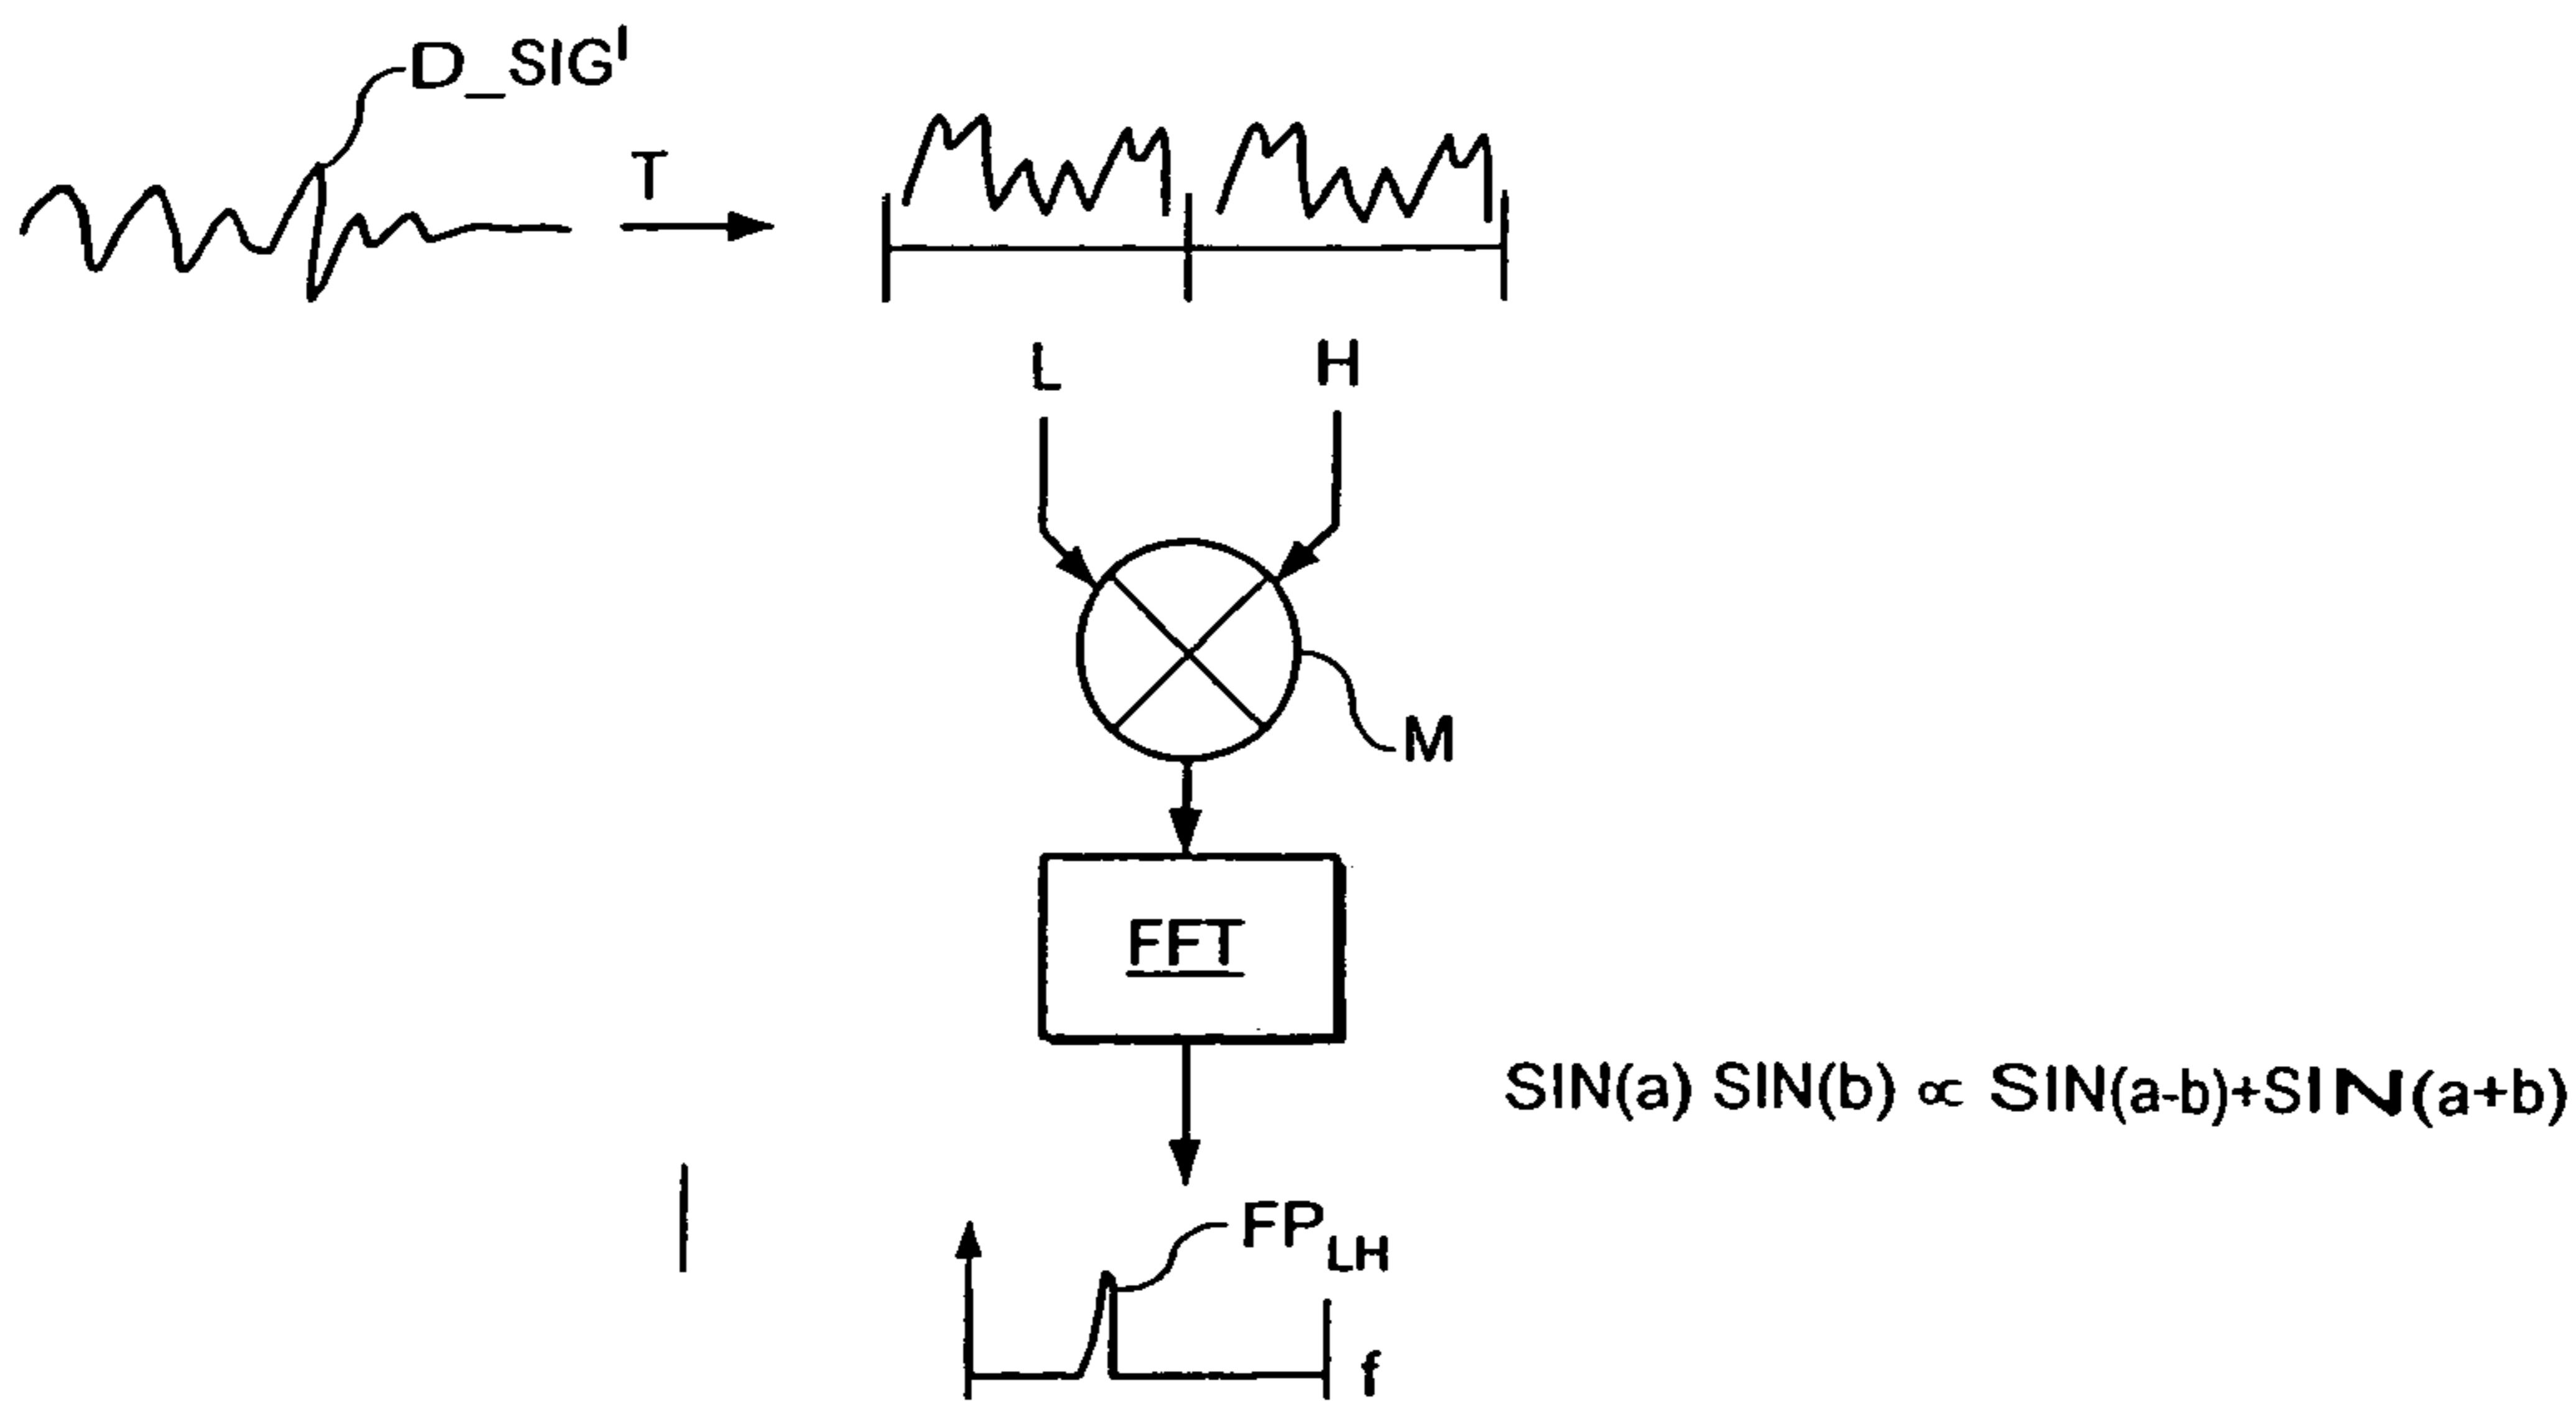 D_SIG'
T
L
H
M
FFT
SIN(a) SIN(b) ∝ SIN(a-b)+SIN(a+b)
FP_LH
f